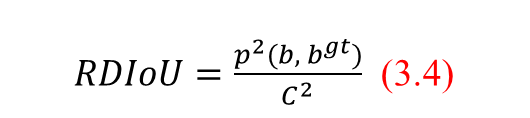 RDIoU = p²(b, b^{gt}) / C² (3.4)